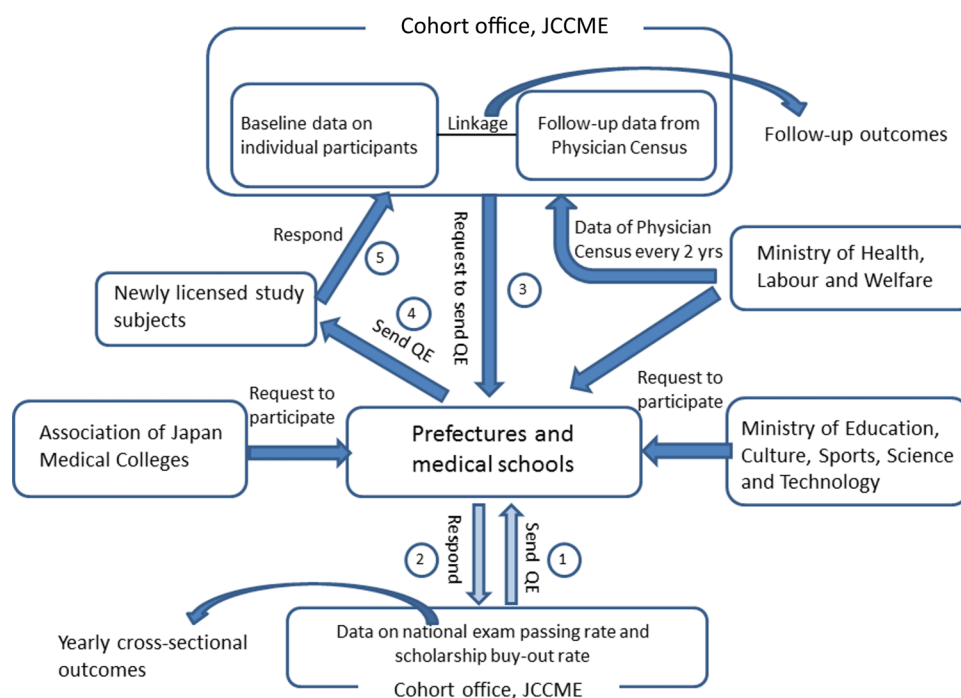 Cohort office, JCCME
Baseline data on
individual participants
Linkage
Follow-up data from
Physician Census
Follow-up outcomes
Respond
5
Request to send QE
3
Data of Physician
Census every 2 yrs
Ministry of Health,
Labour and Welfare
Newly licensed study
subjects
4
Send QE
Request to
participate
Request to
participate
Association of Japan
Medical Colleges
Prefectures and
medical schools
Ministry of Education,
Culture, Sports, Science
and Technology
2
Respond
Send QE
1
Yearly cross-sectional
outcomes
Data on national exam passing rate and
scholarship buy-out rate
Cohort office, JCCME